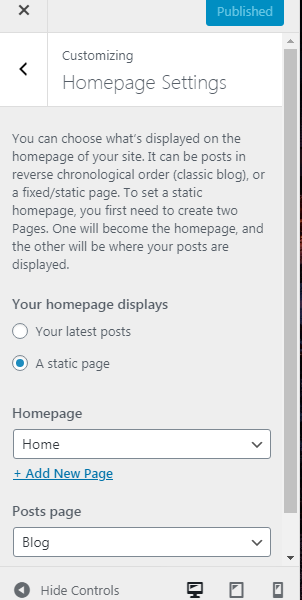 Published
Customizing
Homepage Settings
You can choose what's displayed on the
homepage of your site. It can be posts in
reverse chronological order (classic blog), or
a fixed/static page. To set a static
homepage, you first need to create two
Pages. One will become the homepage, and
the other will be where your posts are
displayed.
Your homepage displays
Your latest posts
A static page
Homepage
Home
+ Add New Page
Posts page
Blog
Hide Controls